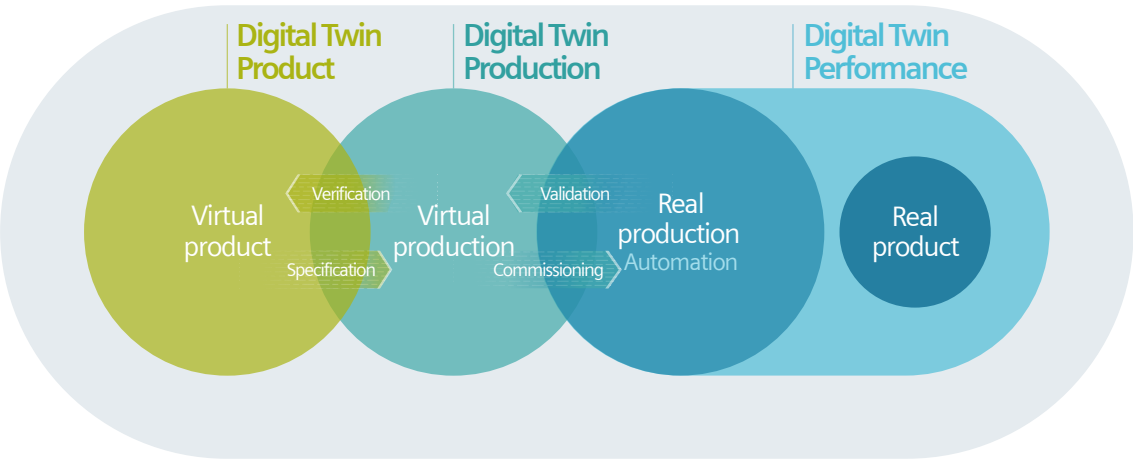 Digital Twin
Product
Digital Twin
Production
Digital Twin
Performance
Verification
Validation
Virtual
product
Virtual
production
Real
production
Automation
Real
product
Specification
Commissioning